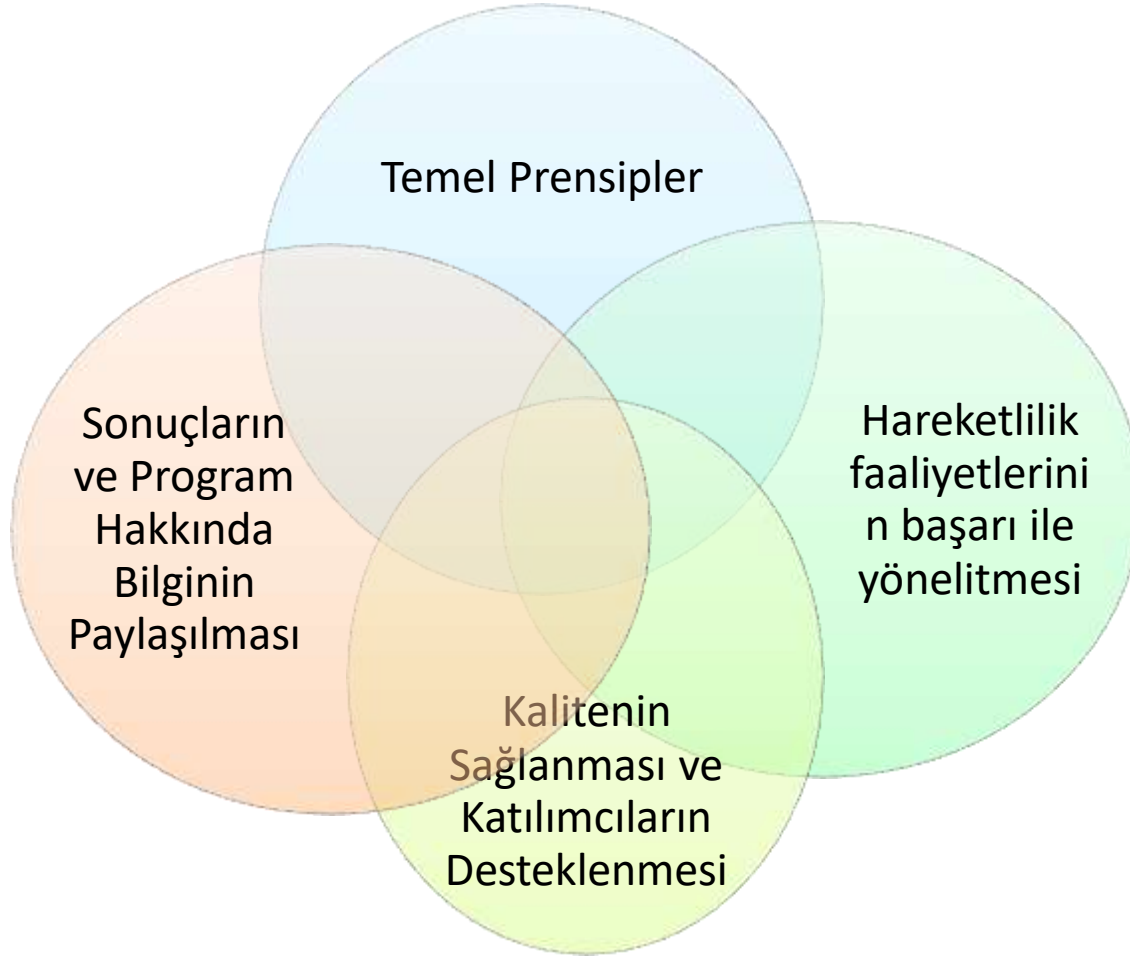 Temel Prensipler
Hareketlilik
faaliyetlerini
n başarı ile
yönelitmesi
Kalitenin
Sağlanması ve
Katılımcıların
Desteklenmesi
Sonuçların
ve Program
Hakkında
Bilginin
Paylaşılması